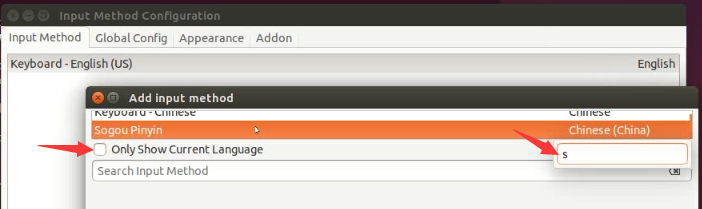 Input Method Configuration
Input Method Global Config Appearance Addon
Keyboard - English (US) English
Add input method
Keyboard - Chinese Chinese
Sogou Pinyin Chinese (China)
Only Show Current Language
s
Search Input Method